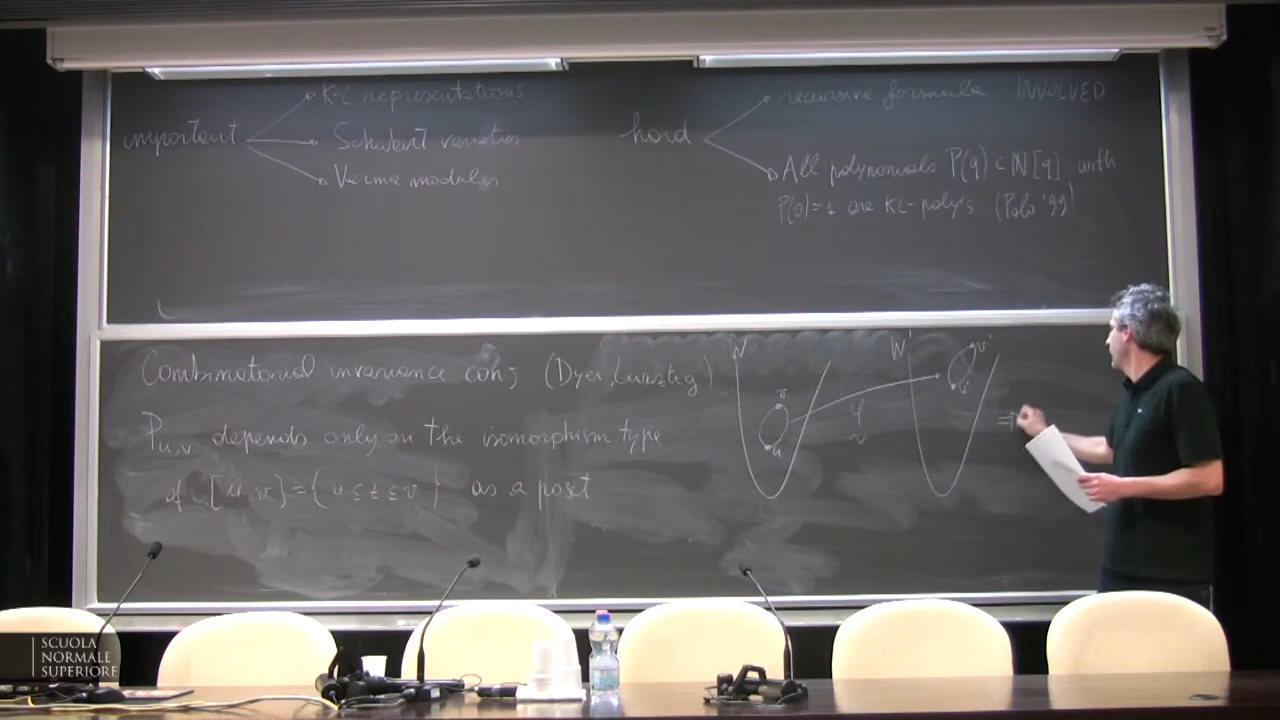 important
K-L representations
Schubert varieties
Verma modules
hard
recursive formula INVOLVED
All polynomials P(q) ∈ N[q] with
P(0)=1 are KL-poly's (Polo '99)
Combinatorial invariance conj (Dyer, Lusztig)
P_{u,v} depends only on the isomorphism type
of [u,v]={u≤z≤v} as a poset
W
v
u
φ
~
W'
v'
u'
SCUOLA
NORMALE
SUPERIORE